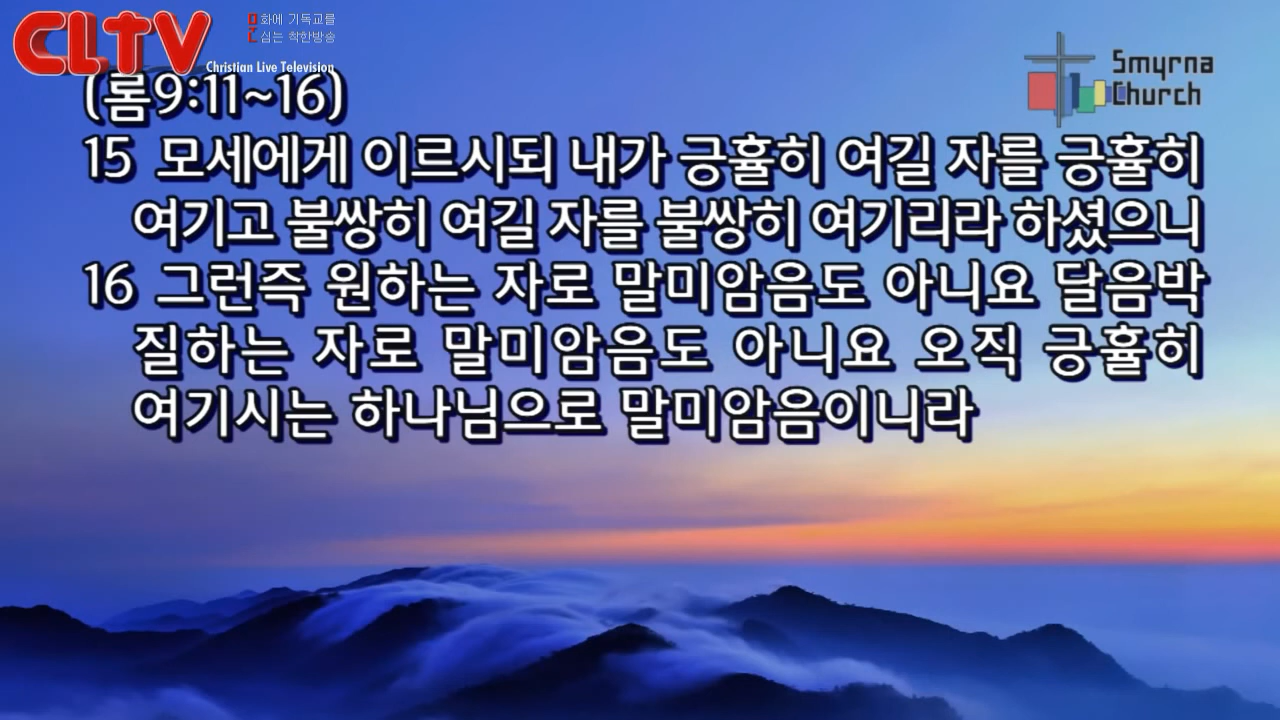 CLTV
문화에 기독교를
심는 착한방송
Christian Live Television
Smyrna
Church
(롬9:11~16)
15 모세에게 이르시되 내가 긍휼히 여길 자를 긍휼히
여기고 불쌍히 여길 자를 불쌍히 여기리라 하셨으니
16 그런즉 원하는 자로 말미암음도 아니요 달음박
질하는 자로 말미암음도 아니요 오직 긍휼히
여기시는 하나님으로 말미암음이니라